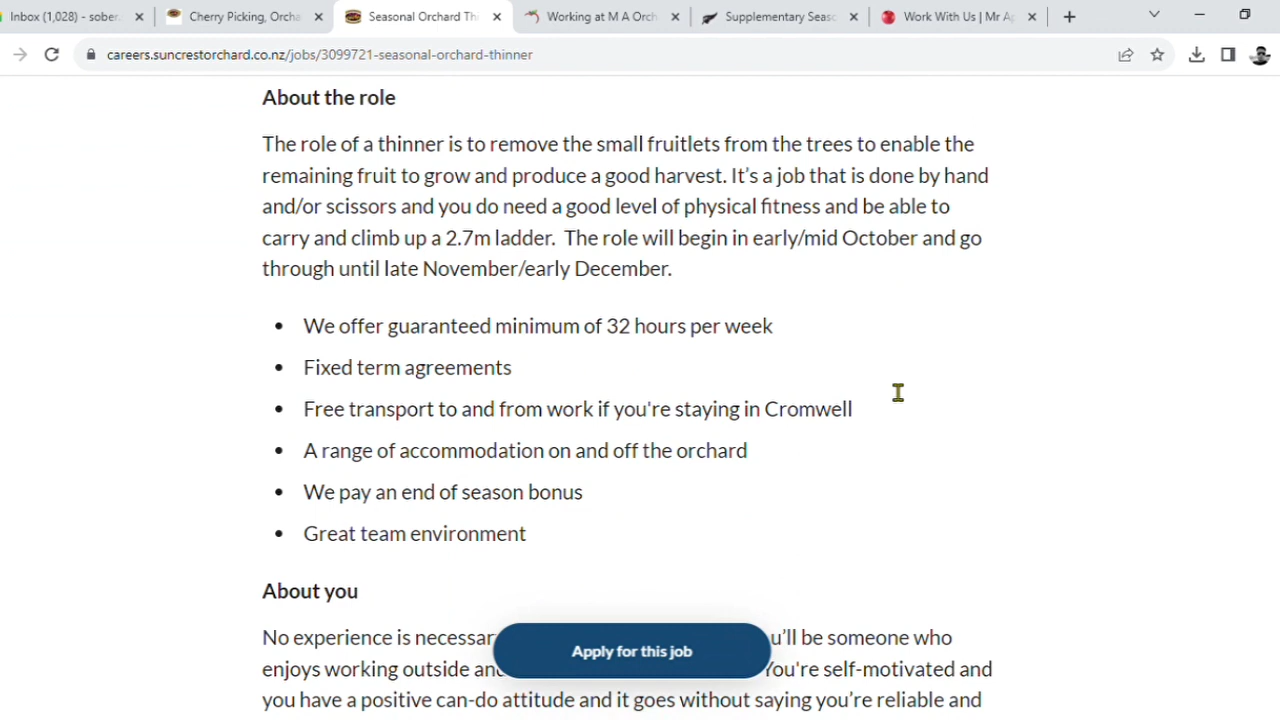 Inbox (1,028) - sober.
Cherry Picking, Orcha
Seasonal Orchard Th
Working at M A Orch
Supplementary Seaso
Work With Us | Mr Ap
careers.suncrestorchard.co.nz/jobs/3099721-seasonal-orchard-thinner
About the role
The role of a thinner is to remove the small fruitlets from the trees to enable the
remaining fruit to grow and produce a good harvest. It's a job that is done by hand
and/or scissors and you do need a good level of physical fitness and be able to
carry and climb up a 2.7m ladder. The role will begin in early/mid October and go
through until late November/early December.
• We offer guaranteed minimum of 32 hours per week
• Fixed term agreements
• Free transport to and from work if you're staying in Cromwell
• A range of accommodation on and off the orchard
• We pay an end of season bonus
• Great team environment
About you
No experience is necessar u'll be someone who
Apply for this job
enjoys working outside an You're self-motivated and
you have a positive can-do attitude and it goes without saying you're reliable and